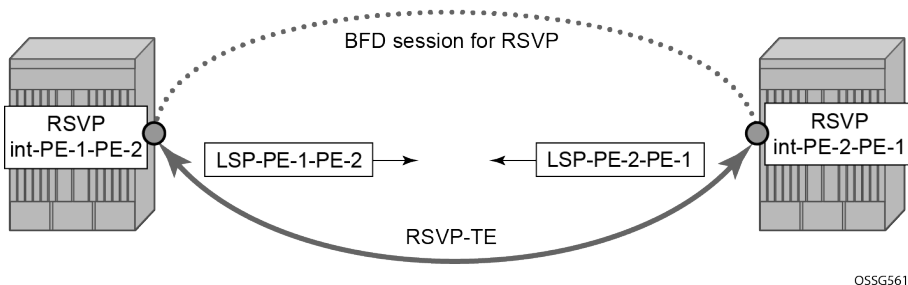 BFD session for RSVP
RSVP
int-PE-1-PE-2
LSP-PE-1-PE-2
LSP-PE-2-PE-1
RSVP
int-PE-2-PE-1
RSVP-TE
OSSG561